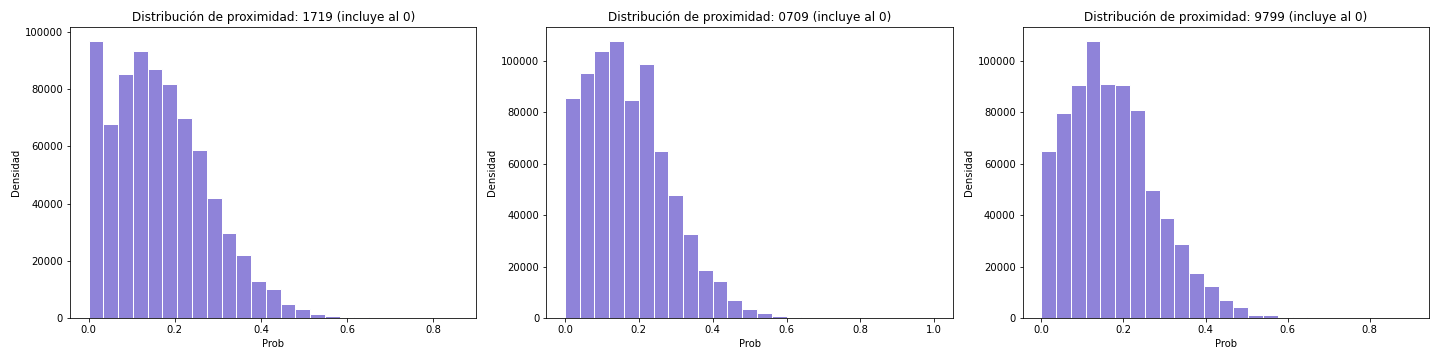 Distribución de proximidad: 1719 (incluye al 0)
100000
80000
60000
40000
20000
0
Densidad
0.0 0.2 0.4 0.6 0.8
Prob
Distribución de proximidad: 0709 (incluye al 0)
100000
80000
60000
40000
20000
0
Densidad
0.0 0.2 0.4 0.6 0.8 1.0
Prob
Distribución de proximidad: 9799 (incluye al 0)
100000
80000
60000
40000
20000
0
Densidad
0.0 0.2 0.4 0.6 0.8
Prob